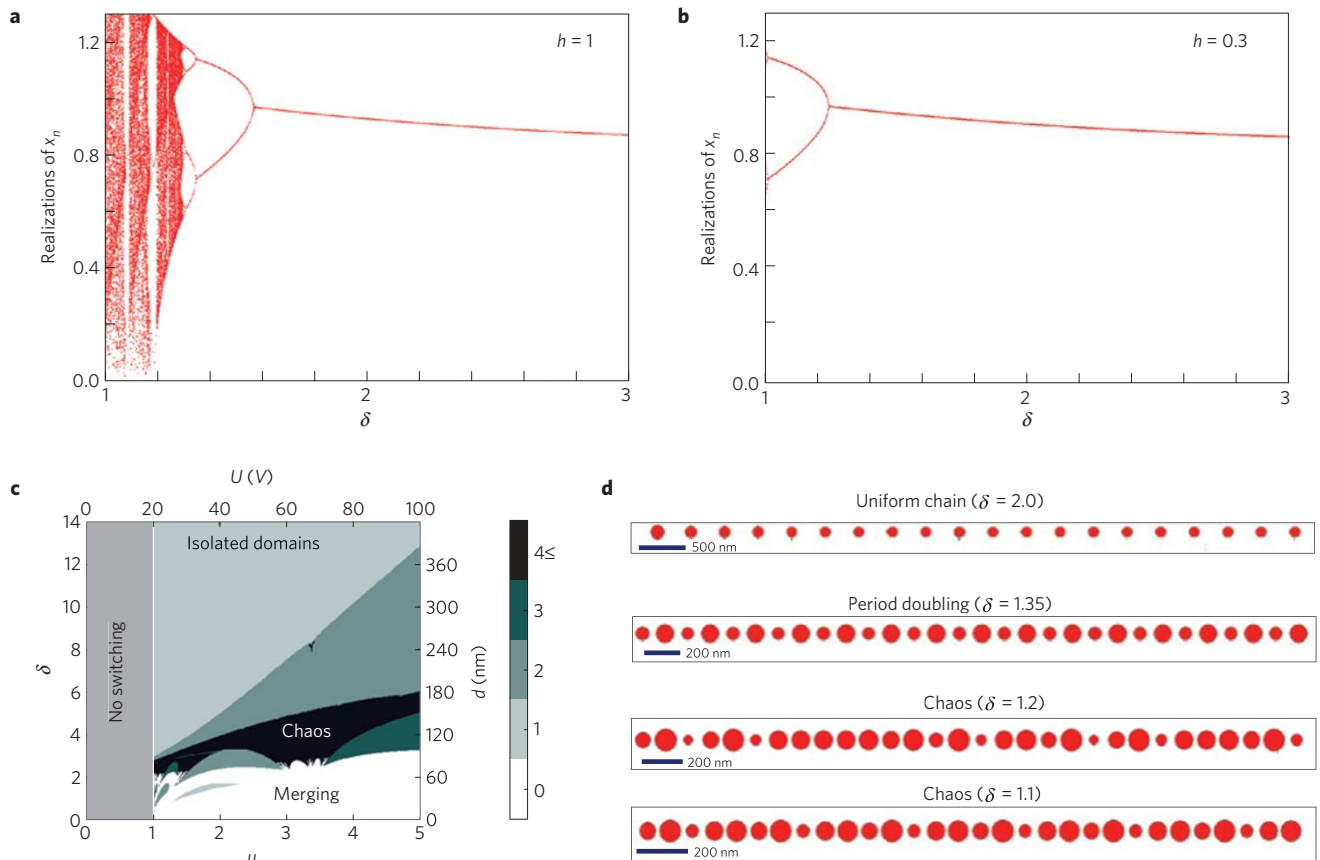 a
h = 1
1.2
0.8
0.4
0.0
Realizations of xₙ
1
2
3
δ
b
h = 0.3
1.2
0.8
0.4
0.0
Realizations of xₙ
1
2
3
δ
c
U (V)
0 20 40 60 80 100
14
12
10
8
6
4
2
0
δ
No switching
Isolated domains
Chaos
Merging
360
300
240
180
120
60
0
d (nm)
0 1 2 3 4 5
4≤
3
2
1
0
d
Uniform chain (δ = 2.0)
500 nm
Period doubling (δ = 1.35)
200 nm
Chaos (δ = 1.2)
200 nm
Chaos (δ = 1.1)
200 nm